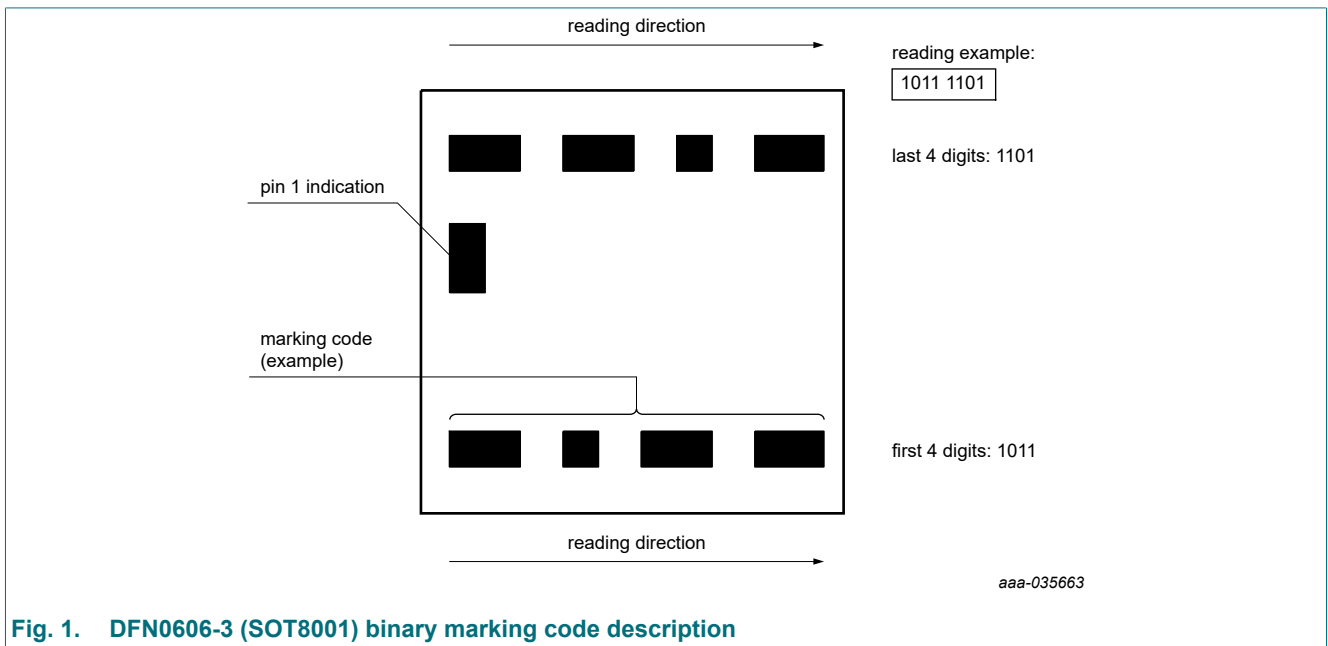 reading direction
reading example:
1011 1101
last 4 digits: 1101
pin 1 indication
marking code
(example)
first 4 digits: 1011
reading direction
aaa-035663
Fig. 1. DFN0606-3 (SOT8001) binary marking code description